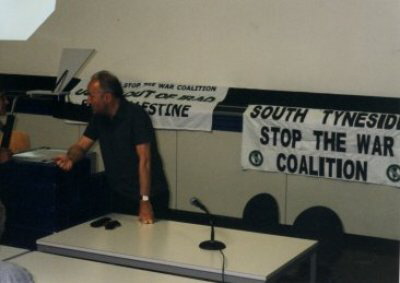 STOP THE WAR COALITION
OUT OF IRAQ
PALESTINE
SOUTH TYNESIDE
STOP THE WAR
COALITION